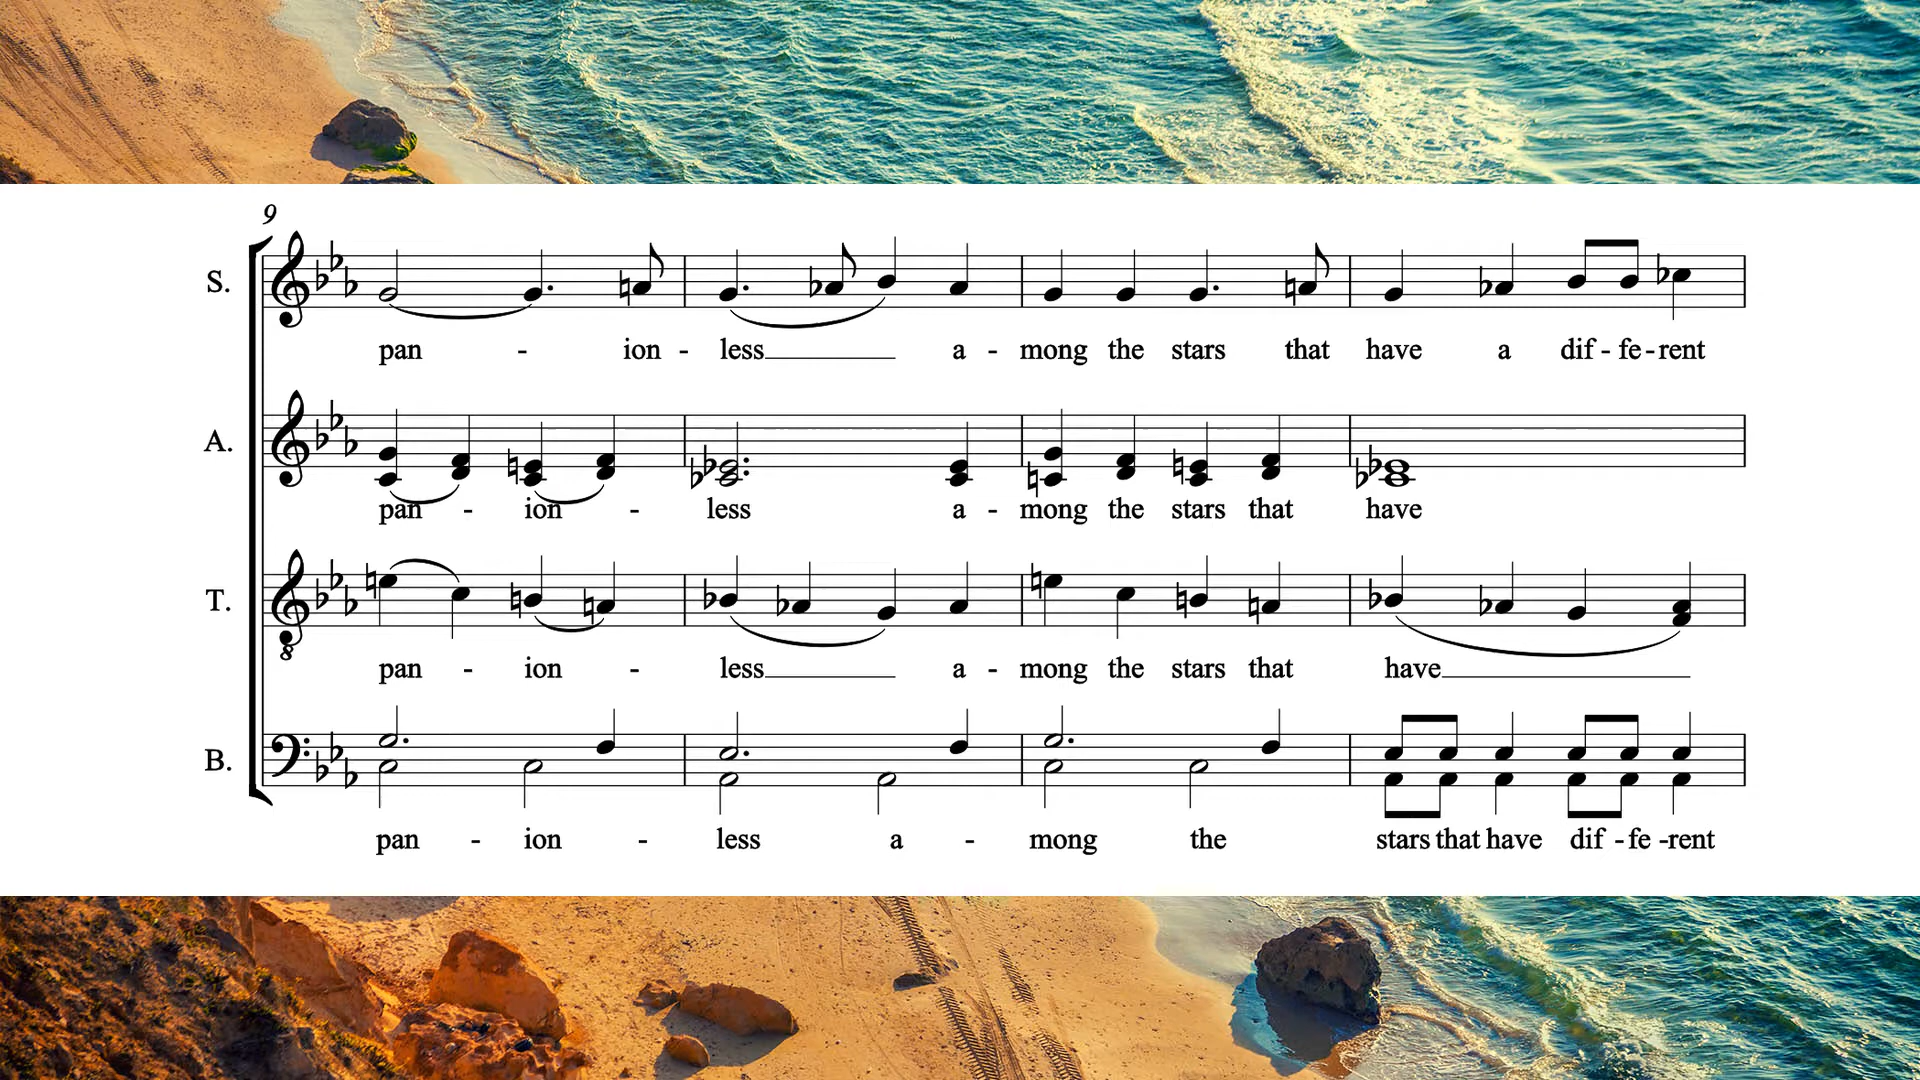 9
S.
pan - ion - less a - mong the stars that have a dif - fe - rent
A.
pan - ion - less a - mong the stars that have
T.
8
pan - ion - less a - mong the stars that have
B.
pan - ion - less a - mong the stars that have dif - fe - rent